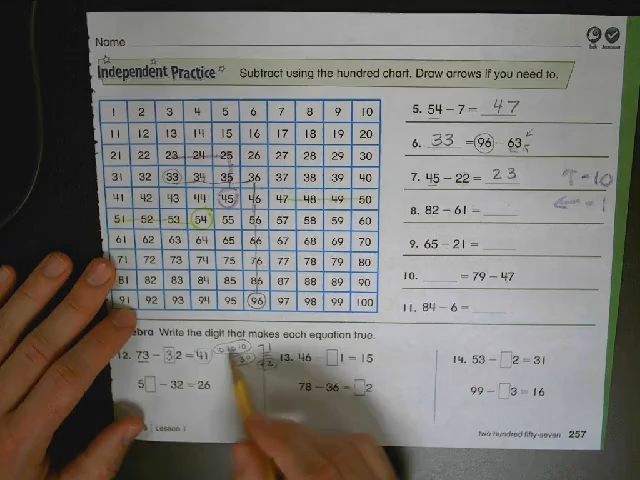 Name
Independent Practice Subtract using the hundred chart. Draw arrows if you need to.
1 2 3 4 5 6 7 8 9 10
11 12 13 14 15 16 17 18 19 20
21 22 23 24 25 26 27 28 29 30
31 32 33 34 35 36 37 38 39 40
41 42 43 44 45 46 47 48 49 50
51 52 53 54 55 56 57 58 59 60
61 62 63 64 65 66 67 68 69 70
71 72 73 74 75 76 77 78 79 80
81 82 83 84 85 86 87 88 89 90
91 92 93 94 95 96 97 98 99 100
5. 54 - 7 = 47
6. 33 = 96 - 63
7. 45 - 22 = 23
↑ = 10
8. 82 - 61 =
← = 1
9. 65 - 21 =
10. = 79 - 47
11. 84 - 6 =
Write the digit that makes each equation true.
12. 73 - 32 = 41
5□ - 32 = 26
13. 46 □1 = 15
78 - 36 = □2
14. 53 - □2 = 31
99 - □3 = 16
Lesson 1
two hundred fifty-seven 257